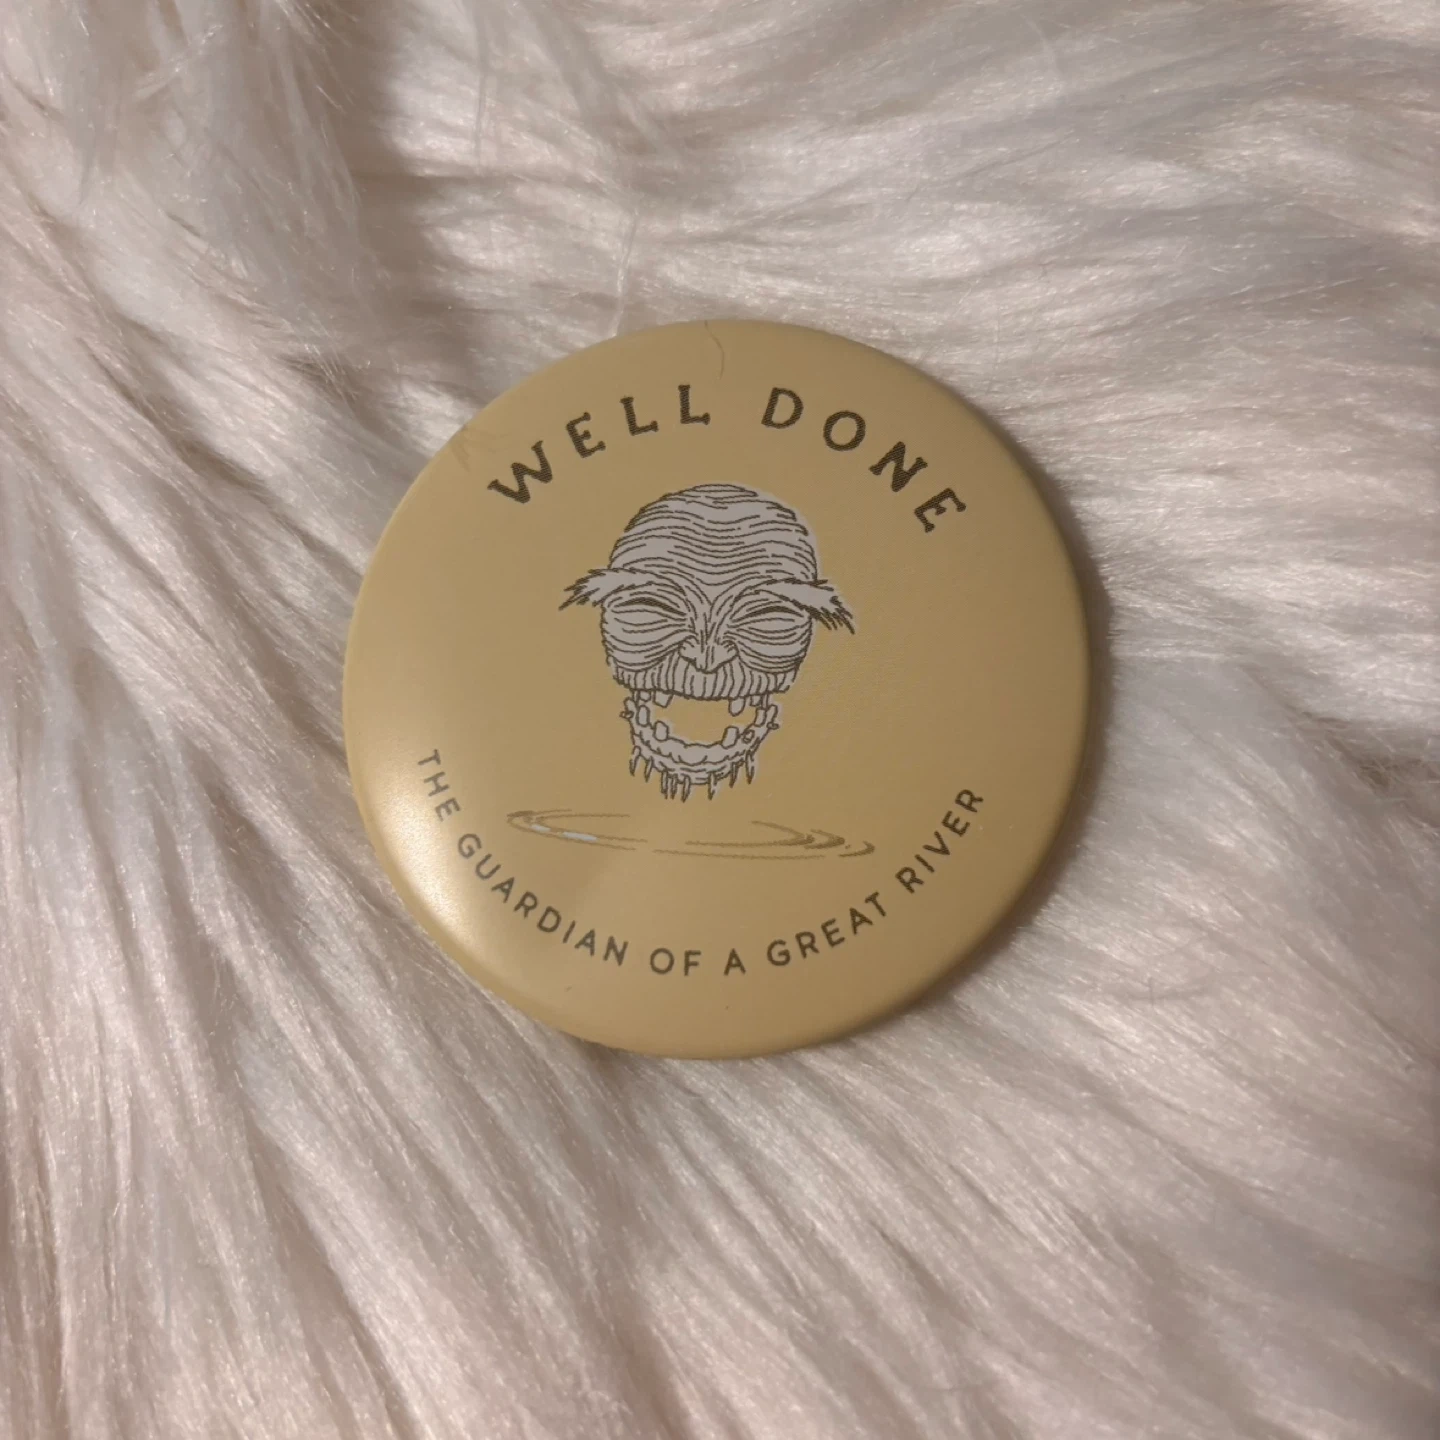 WELL DONE
THE GUARDIAN OF A GREAT RIVER